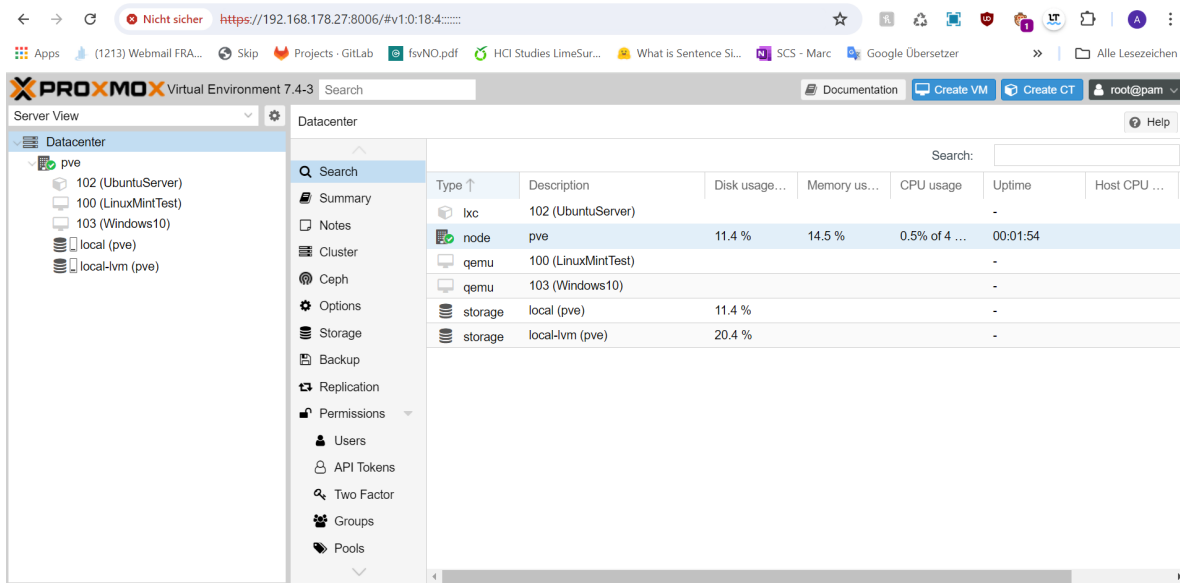 Nicht sicher https://192.168.178.27:8006/#v1:0:18:4:::::::
Apps (1213) Webmail FRA... Skip Projects · GitLab fsvNO.pdf HCI Studies LimeSur... What is Sentence Si... SCS - Marc Google Übersetzer » Alle Lesezeichen
PROXMOX Virtual Environment 7.4-3 Search Documentation Create VM Create CT root@pam
Server View
Datacenter
pve
102 (UbuntuServer)
100 (LinuxMintTest)
103 (Windows10)
local (pve)
local-lvm (pve)
Datacenter Help
Search
Summary
Notes
Cluster
Ceph
Options
Storage
Backup
Replication
Permissions
Users
API Tokens
Two Factor
Groups
Pools
Search:
Type ↑ Description Disk usage... Memory us... CPU usage Uptime Host CPU ...
lxc 102 (UbuntuServer) -
node pve 11.4 % 14.5 % 0.5% of 4 ... 00:01:54
qemu 100 (LinuxMintTest) -
qemu 103 (Windows10) -
storage local (pve) 11.4 % -
storage local-lvm (pve) 20.4 % -